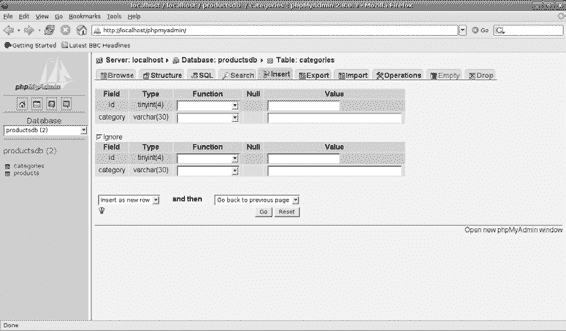 localhost / localhost / productsdb / categories : phpMyAdmin - Mozilla Firefox
File Edit View Go Bookmarks Tools Help
http://localhost/phpmyadmin/ Go
Getting Started Latest BBC Headlines
phpMyAdmin
Database
productsdb (2)
productsdb (2)
categories
products
Server: localhost Database: productsdb Table: categories
Browse Structure SQL Search Insert Export Import Operations Empty Drop
Field Type Function Null Value
id tinyint(4)
category varchar(30)
Ignore
Field Type Function Null Value
id tinyint(4)
category varchar(30)
Insert as new row and then Go back to previous page
Go Reset
Open new phpMyAdmin window
Done